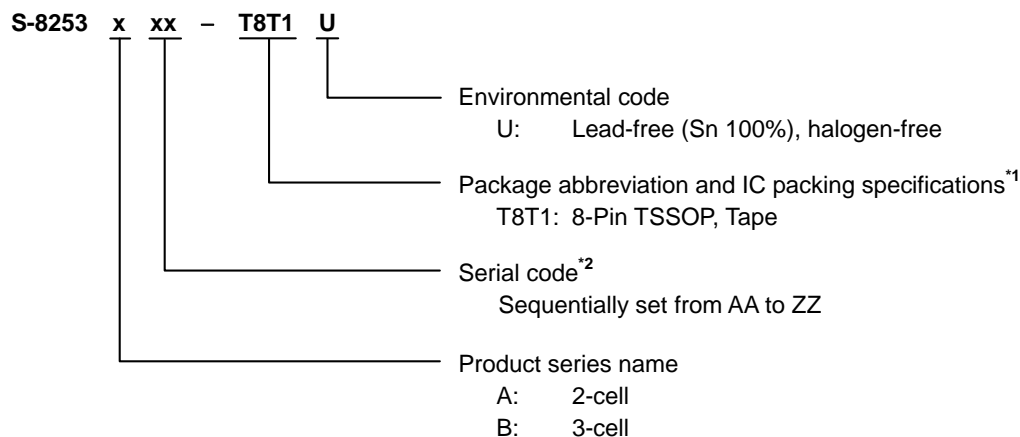 S-8253 x xx – T8T1 U
Environmental code
U: Lead-free (Sn 100%), halogen-free
Package abbreviation and IC packing specifications*1
T8T1: 8-Pin TSSOP, Tape
Serial code*2
Sequentially set from AA to ZZ
Product series name
A: 2-cell
B: 3-cell